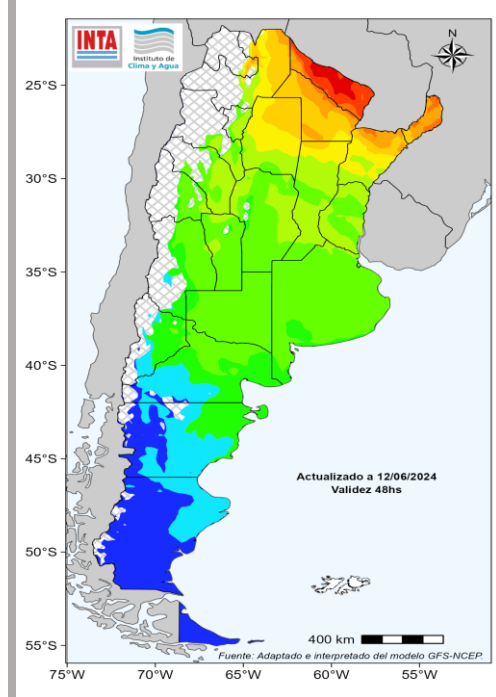 INTA
Instituto de
Clima y Agua
N
25°S
30°S
35°S
40°S
45°S
50°S
55°S
Actualizado a 12/06/2024
Validez 48hs
400 km
Fuente: Adaptado e interpretado del modelo GFS-NCEP.
75°W
70°W
65°W
60°W
55°W